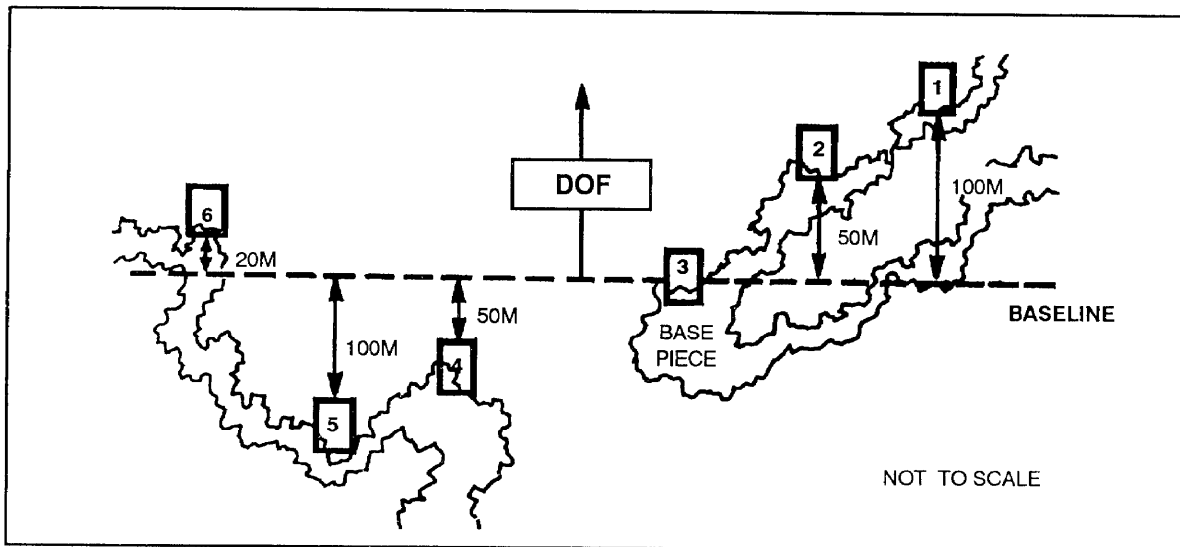 1
2
DOF
100M
6
50M
20M
3
50M
BASELINE
BASE
PIECE
100M
4
5
NOT TO SCALE